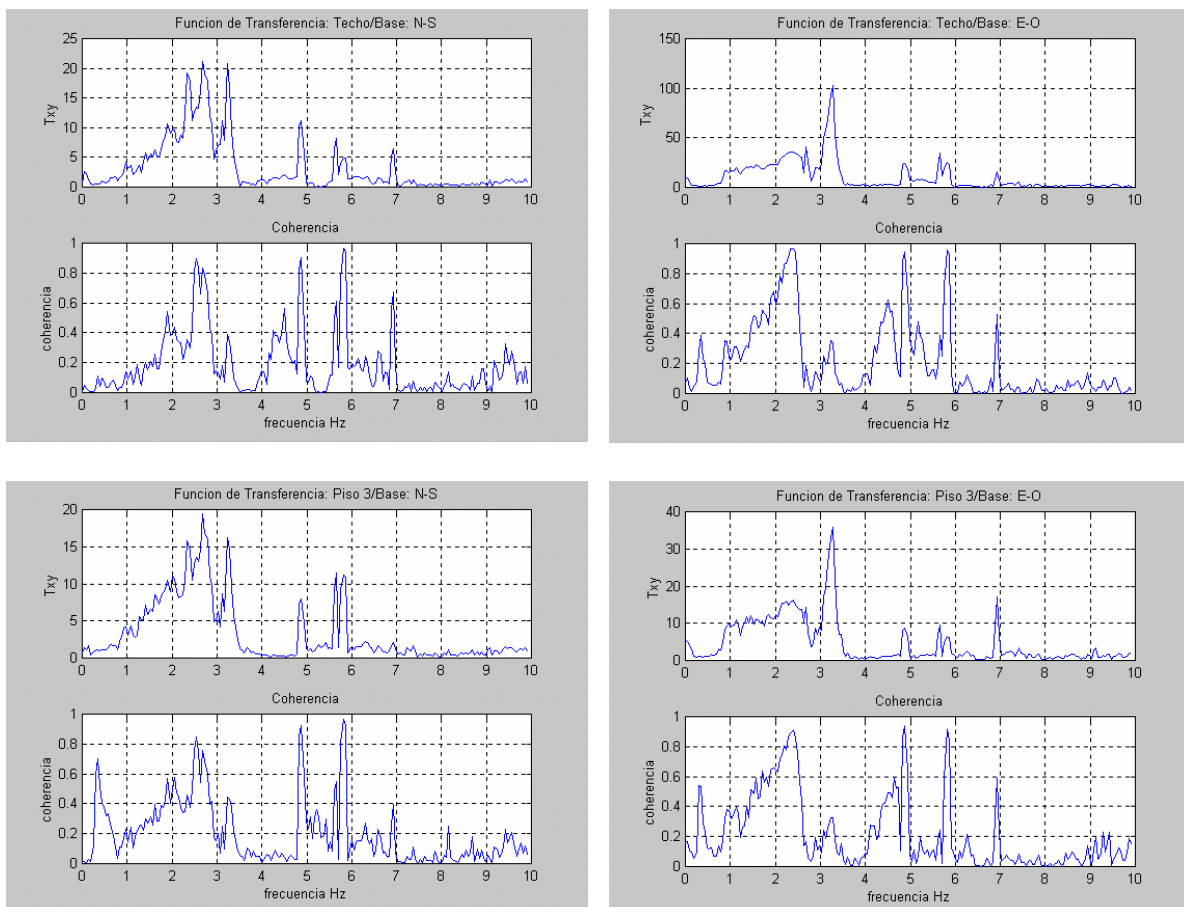 Funcion de Transferencia: Techo/Base: N-S
25
20
15
10
5
0
Txy
0 1 2 3 4 5 6 7 8 9 10
Coherencia
1
0.8
0.6
0.4
0.2
0
coherencia
0 1 2 3 4 5 6 7 8 9 10
frecuencia Hz
Funcion de Transferencia: Techo/Base: E-O
150
100
50
0
Txy
0 1 2 3 4 5 6 7 8 9 10
Coherencia
1
0.8
0.6
0.4
0.2
0
coherencia
0 1 2 3 4 5 6 7 8 9 10
frecuencia Hz
Funcion de Transferencia: Piso 3/Base: N-S
20
15
10
5
0
Txy
0 1 2 3 4 5 6 7 8 9 10
Coherencia
1
0.8
0.6
0.4
0.2
0
coherencia
0 1 2 3 4 5 6 7 8 9 10
frecuencia Hz
Funcion de Transferencia: Piso 3/Base: E-O
40
30
20
10
0
Txy
0 1 2 3 4 5 6 7 8 9 10
Coherencia
1
0.8
0.6
0.4
0.2
0
coherencia
0 1 2 3 4 5 6 7 8 9 10
frecuencia Hz